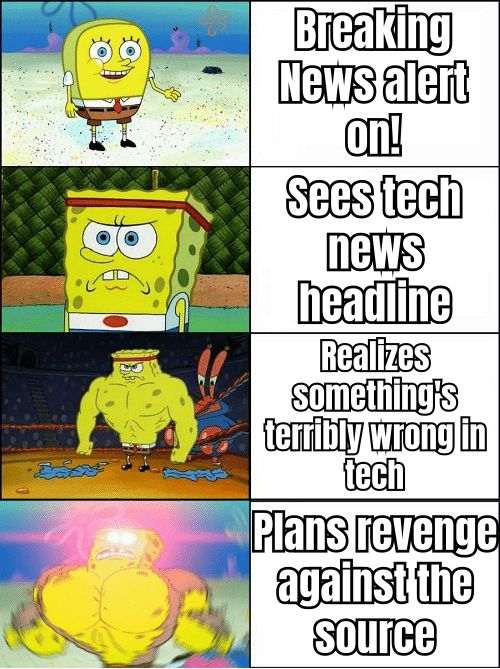 Breaking
News alert
on!
Sees tech
news
headline
Realizes
something's
terribly wrong in
tech
Plans revenge
against the
source